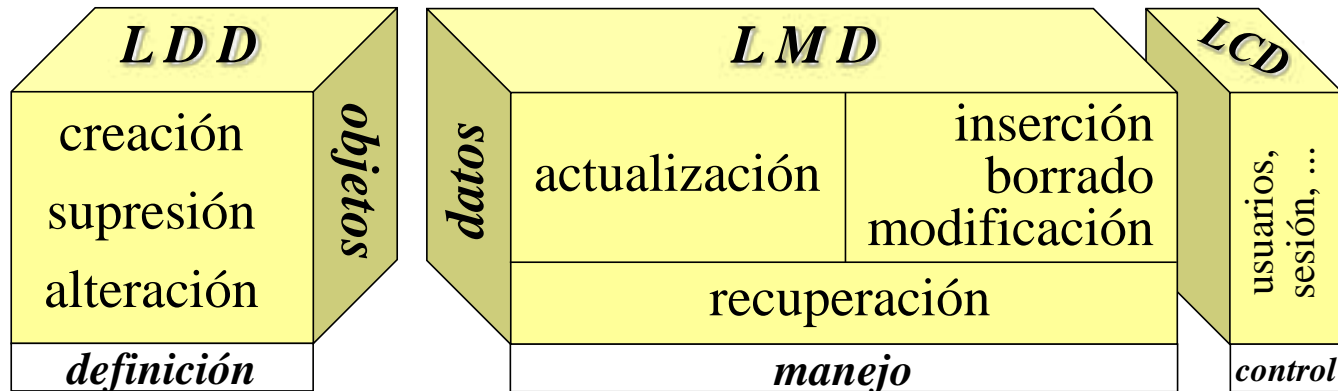 LDD
creación
supresión
alteración
objetos
definición
LMD
datos
actualización
inserción
borrado
modificación
recuperación
manejo
LCD
usuarios,
sesión, ...
control